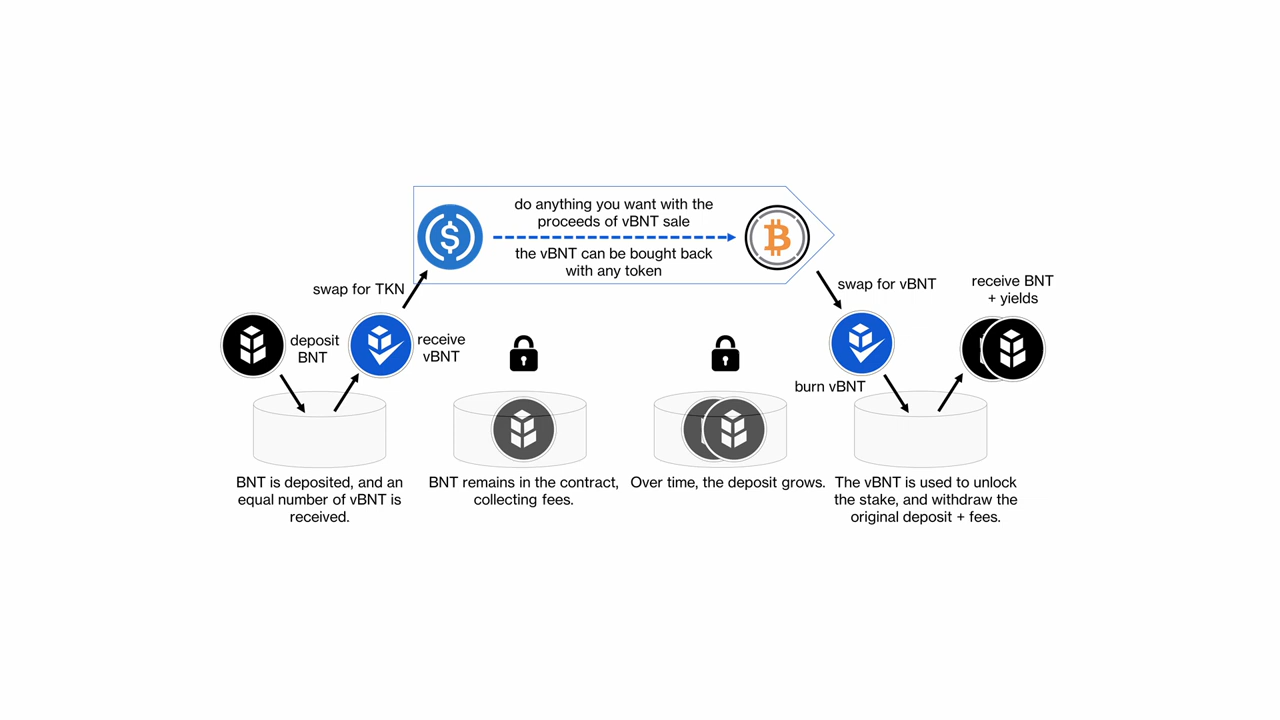 do anything you want with the
proceeds of vBNT sale
the vBNT can be bought back
with any token
swap for TKN
swap for vBNT
receive BNT
+ yields
deposit
BNT
receive
vBNT
burn vBNT
BNT is deposited, and an
equal number of vBNT is
received.
BNT remains in the contract,
collecting fees.
Over time, the deposit grows.
The vBNT is used to unlock
the stake, and withdraw the
original deposit + fees.